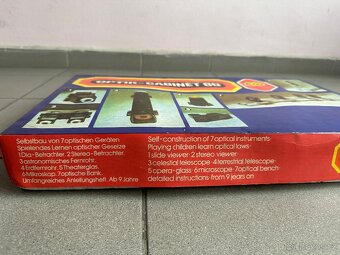 OPTIK-CABINET
Selbstbau von 7 optischen Geräten
Spielendes Lernen optischer Gesetze
1 Dia-Betrachter. 2 Stereo-Betrachter.
3 astronomisches Fernrohr.
4 Erdfernrohr. 5 Theaterglas.
6 Mikroskop. 7 optische Bank.
Umfangreiches Anleitungsheft. Ab 9 Jahre
Self-construction of 7 optical instruments
Playing children learn optical laws
1 slide viewer · 2 stereo viewer
3 celestial telescope · 4 terrestrial telescope
5 opera-glass 6 microscope · 7 optical bench
detailed instructions from 9 years on